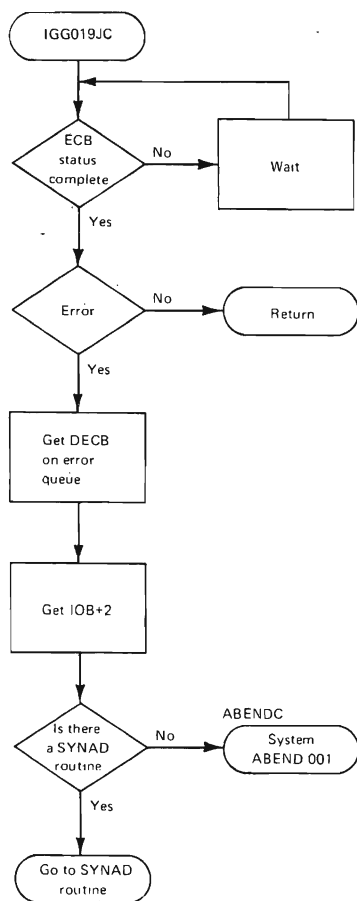 IGG019JC
ECB
status
complete
No
Wait
Yes
Error
No
Return
Yes
Get DECB
on error
queue
Get IOB+2
Is there
a SYNAD
routine
No
ABENDC
System
ABEND 001
Yes
Go to SYNAD
routine